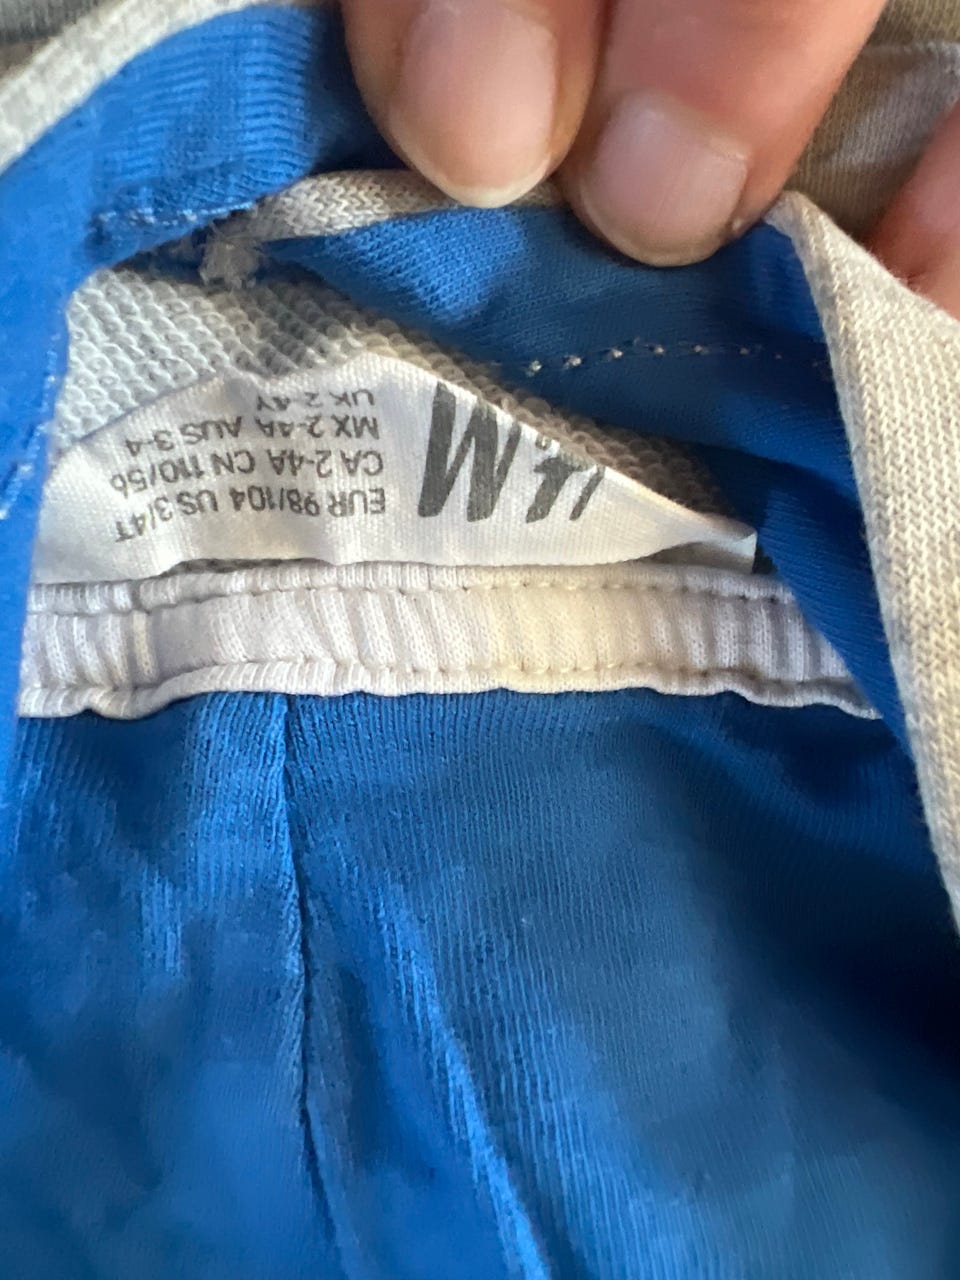 H&M
EUR 98/104 US 3/4T
CA 2-4A CN 110/56
MX 2-4A AUS 3-4
UK 2-4Y